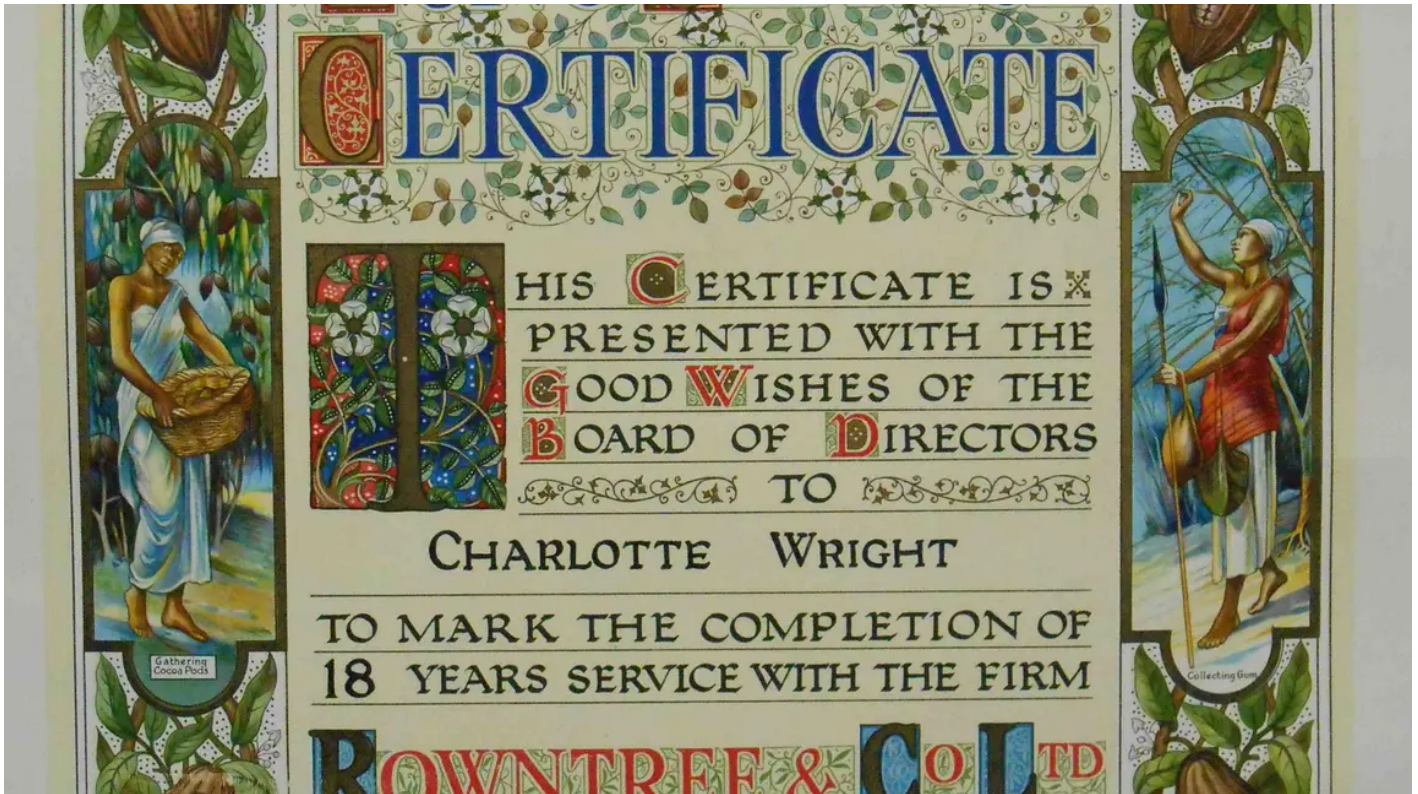 CERTIFICATE
THIS CERTIFICATE IS
PRESENTED WITH THE
GOOD WISHES OF THE
BOARD OF DIRECTORS
TO
CHARLOTTE WRIGHT
TO MARK THE COMPLETION OF
18 YEARS SERVICE WITH THE FIRM
ROWNTREE & CO LTD
Gathering
Cocoa Pods
Collecting Gum